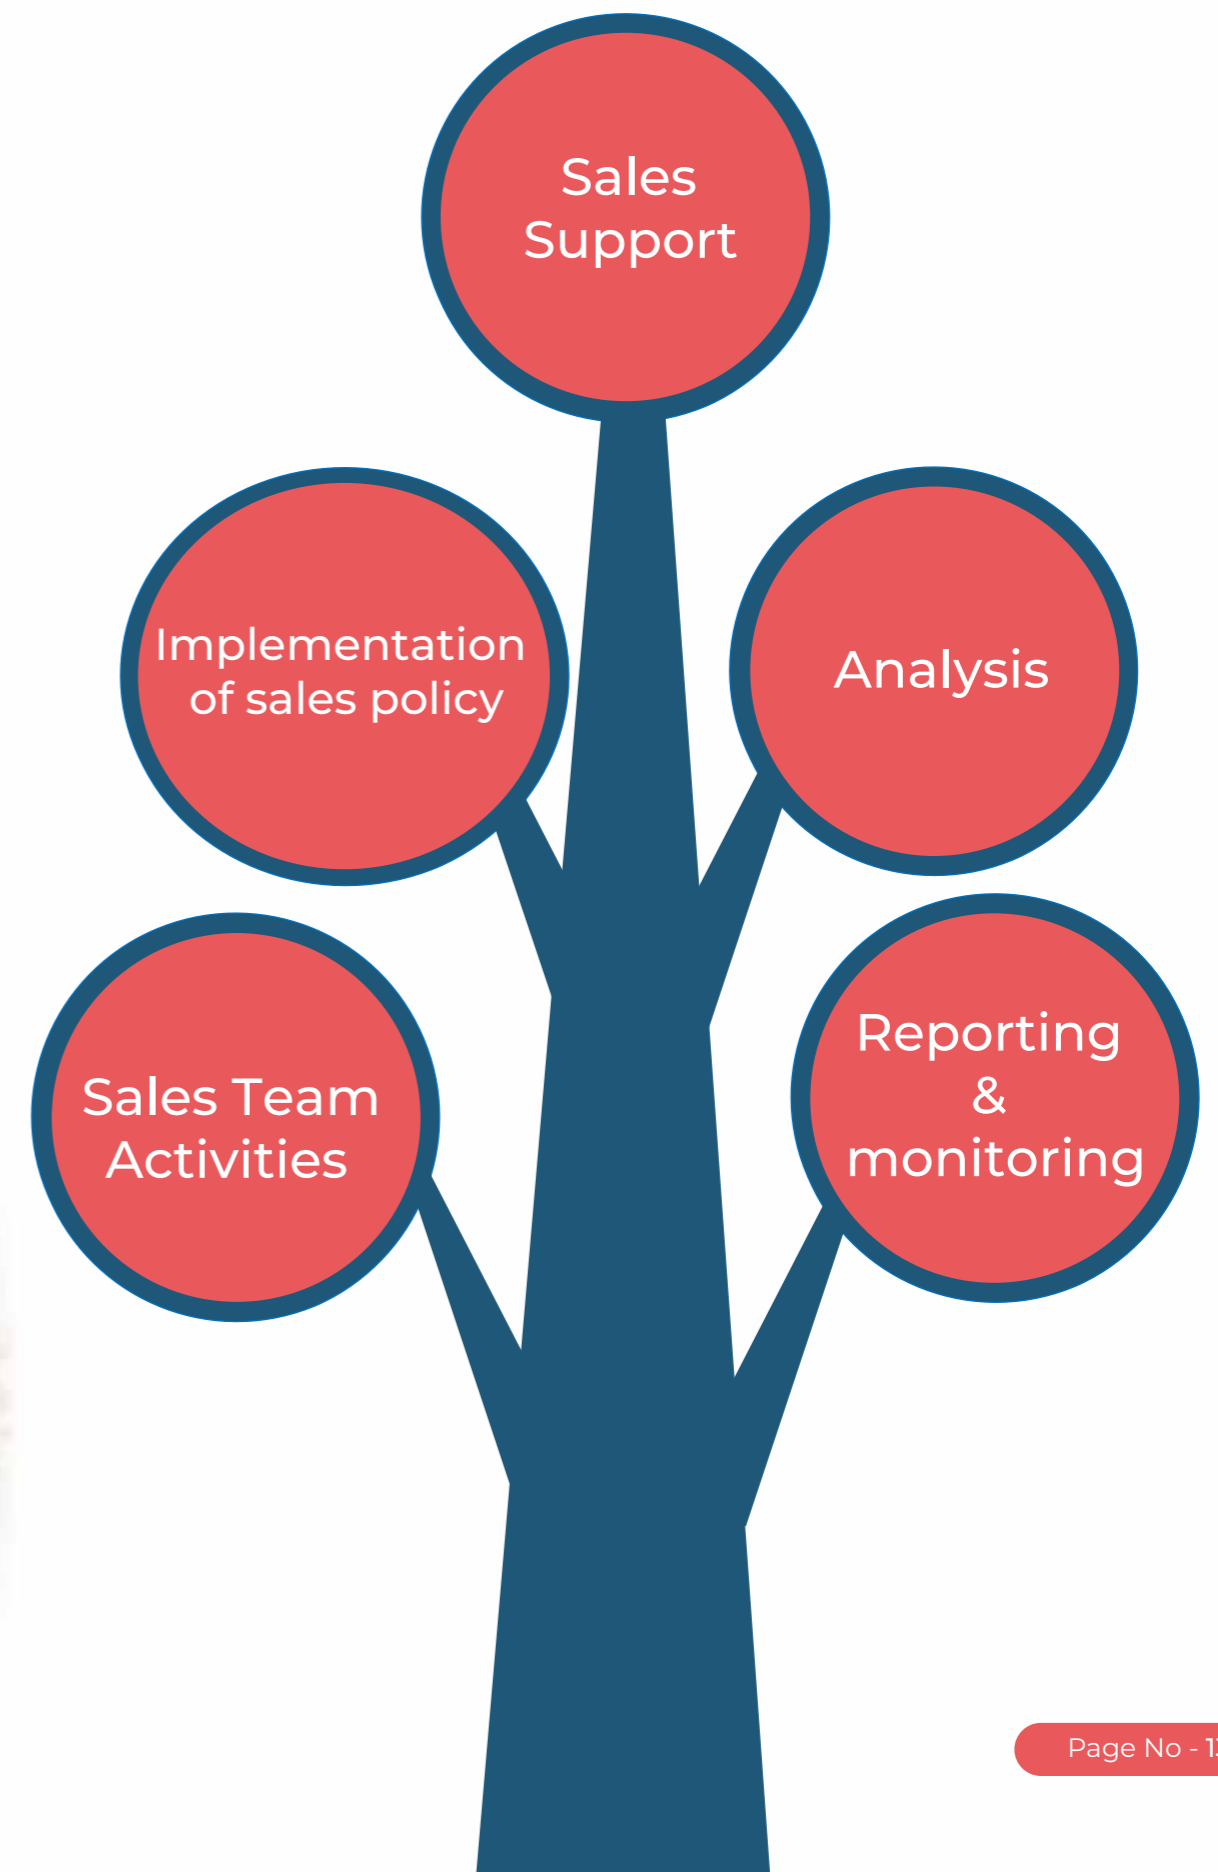 Sales
Support
Implementation
of sales policy
Analysis
Sales Team
Activities
Reporting
&
monitoring
Page No -